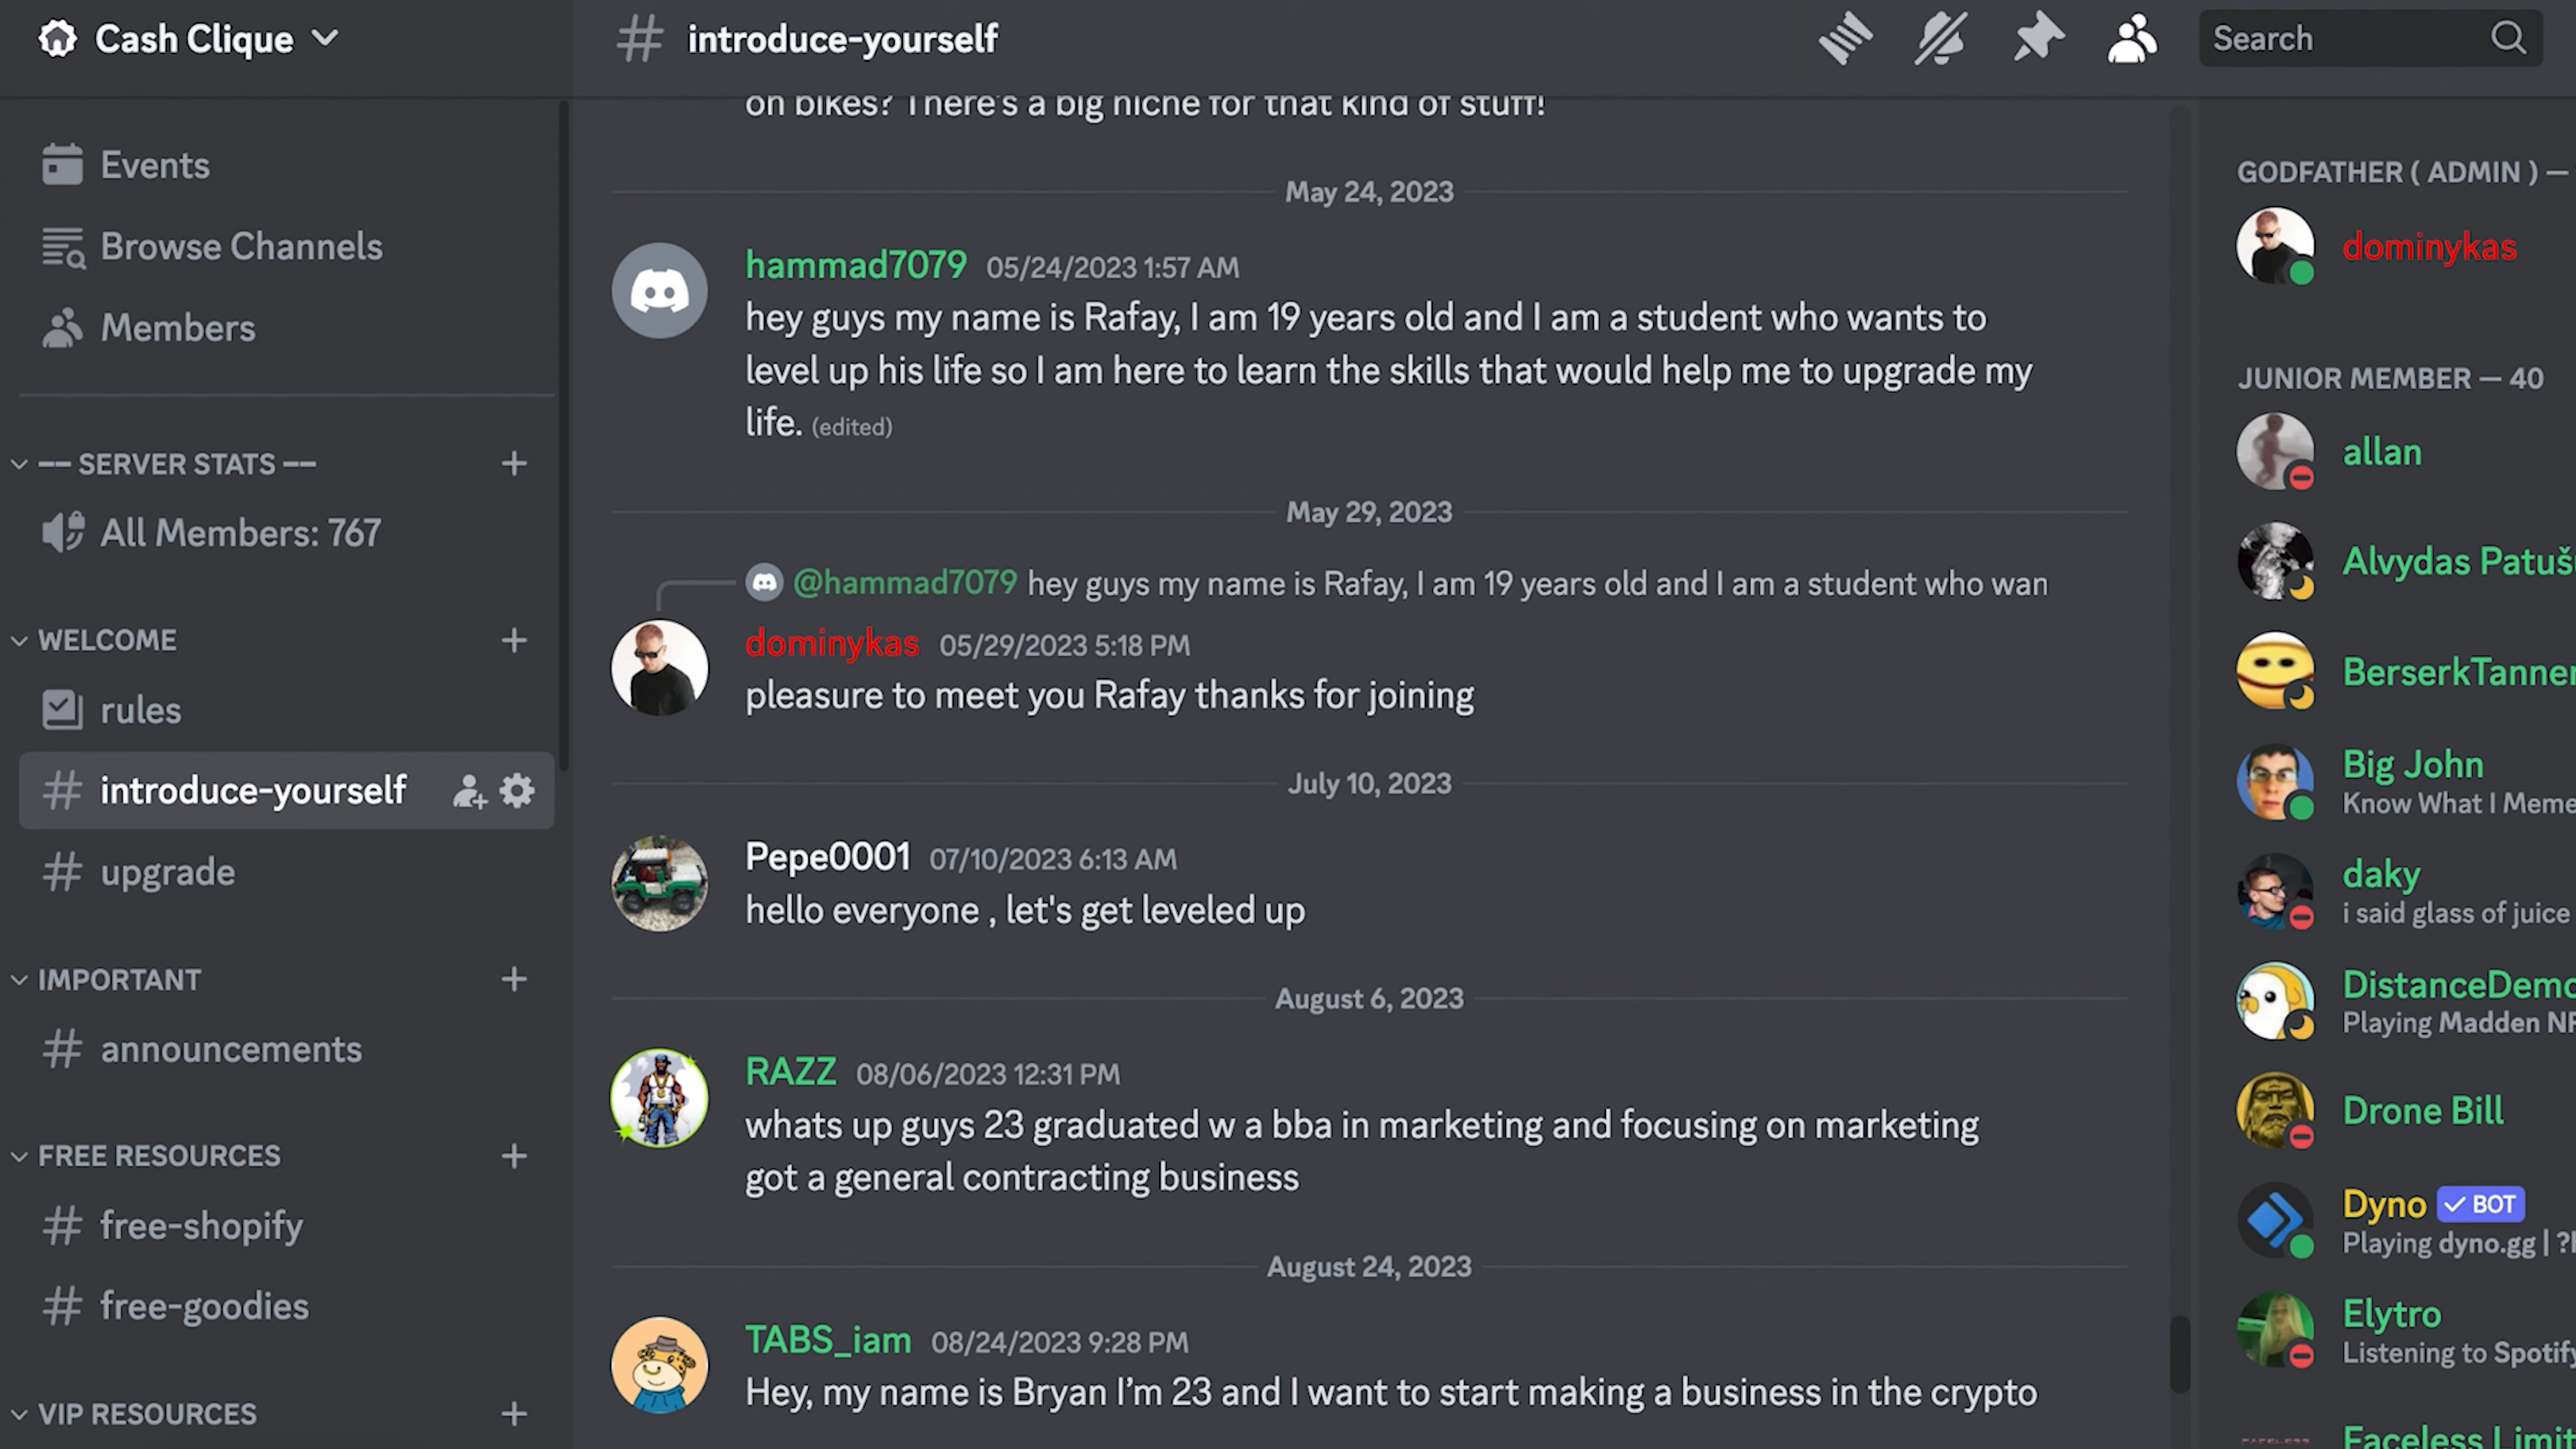 Cash Clique
Events
Browse Channels
Members
-- SERVER STATS --
All Members: 767
WELCOME
rules
introduce-yourself
upgrade
IMPORTANT
announcements
FREE RESOURCES
free-shopify
free-goodies
VIP RESOURCES
introduce-yourself
Search
on bikes? There's a big niche for that kind of stuff!
May 24, 2023
hammad7079 05/24/2023 1:57 AM
hey guys my name is Rafay, I am 19 years old and I am a student who wants to
level up his life so I am here to learn the skills that would help me to upgrade my
life. (edited)
May 29, 2023
@hammad7079 hey guys my name is Rafay, I am 19 years old and I am a student who wan
dominykas 05/29/2023 5:18 PM
pleasure to meet you Rafay thanks for joining
July 10, 2023
Pepe0001 07/10/2023 6:13 AM
hello everyone , let's get leveled up
August 6, 2023
RAZZ 08/06/2023 12:31 PM
whats up guys 23 graduated w a bba in marketing and focusing on marketing
got a general contracting business
August 24, 2023
TABS_iam 08/24/2023 9:28 PM
Hey, my name is Bryan I'm 23 and I want to start making a business in the crypto
GODFATHER ( ADMIN ) —
dominykas
JUNIOR MEMBER — 40
allan
Alvydas Patuš
BerserkTanner
Big John
Know What I Meme
daky
i said glass of juice
DistanceDemo
Playing Madden NF
Drone Bill
Dyno BOT
Playing dyno.gg | ?
Elytro
Listening to Spotify
Faceless Limit